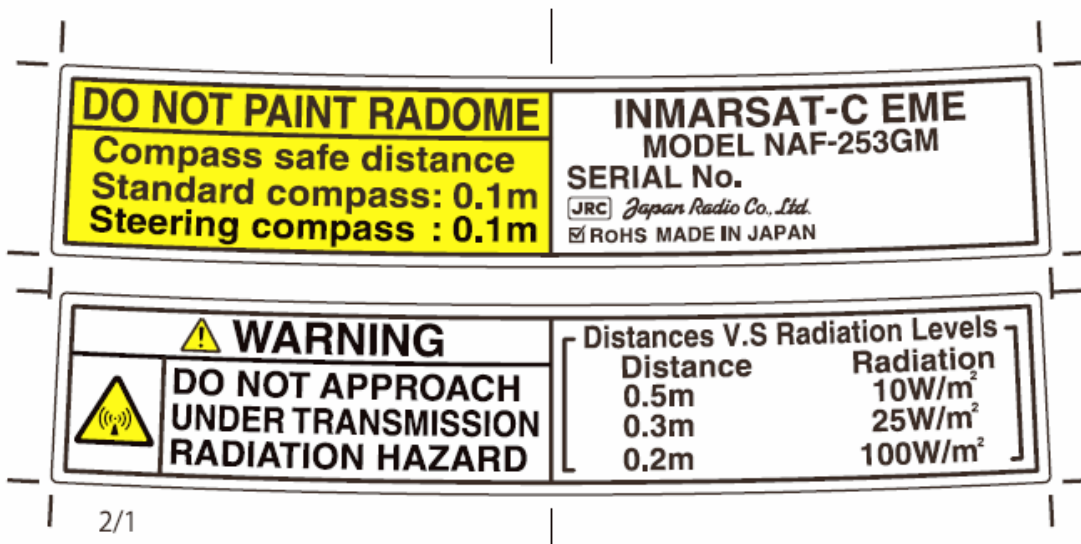 DO NOT PAINT RADOME
Compass safe distance
Standard compass: 0.1m
Steering compass : 0.1m
INMARSAT-C EME
MODEL NAF-253GM
SERIAL No.
JRC Japan Radio Co., Ltd.
☑ RoHS MADE IN JAPAN
⚠ WARNING
DO NOT APPROACH
UNDER TRANSMISSION
RADIATION HAZARD
Distances V.S Radiation Levels
Distance Radiation
0.5m 10W/m²
0.3m 25W/m²
0.2m 100W/m²
2/1